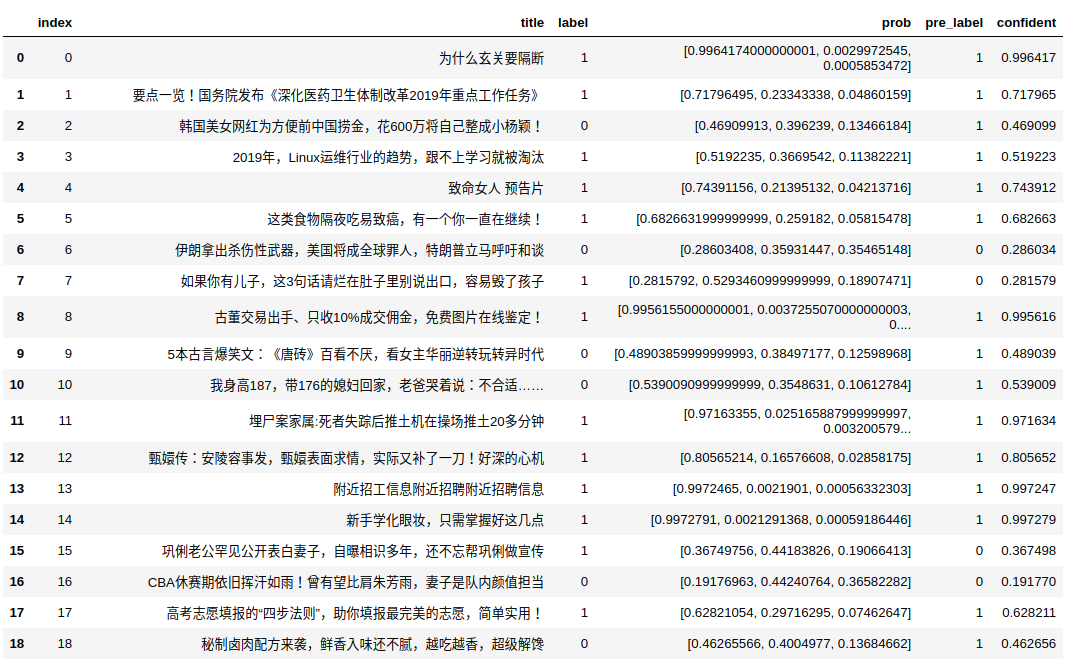 index title label prob pre_label confident
0 0 为什么玄关要隔断 1 [0.9964174000000001, 0.0029972545, 1 0.996417
0.0005853472]
1 1 要点一览！国务院发布《深化医药卫生体制改革2019年重点工作任务》 1 [0.71796495, 0.23343338, 0.04860159] 1 0.717965
2 2 韩国美女网红为方便前中国捞金，花600万将自己整成小杨颖！ 0 [0.46909913, 0.396239, 0.13466184] 1 0.469099
3 3 2019年，Linux运维行业的趋势，跟不上学习就被淘汰 1 [0.5192235, 0.3669542, 0.11382221] 1 0.519223
4 4 致命女人 预告片 1 [0.74391156, 0.21395132, 0.04213716] 1 0.743912
5 5 这类食物隔夜吃易致癌，有一个你一直在继续！ 1 [0.6826631999999999, 0.259182, 0.05815478] 1 0.682663
6 6 伊朗拿出杀伤性武器，美国将成全球罪人，特朗普立马呼吁和谈 0 [0.28603408, 0.35931447, 0.35465148] 0 0.286034
7 7 如果你有儿子，这3句话请烂在肚子里别说出口，容易毁了孩子 1 [0.2815792, 0.5293460999999999, 0.18907471] 0 0.281579
8 8 古董交易出手、只收10%成交佣金，免费图片在线鉴定！ 1 [0.9956155000000001, 0.0037255070000000003, 1 0.995616
0....
9 9 5本古言爆笑文：《唐砖》百看不厌，看女主华丽逆转玩转异时代 0 [0.48903859999999993, 0.38497177, 0.12598968] 1 0.489039
10 10 我身高187，带176的媳妇回家，老爸哭着说：不合适…… 0 [0.5390090999999999, 0.3548631, 0.10612784] 1 0.539009
11 11 埋尸案家属:死者失踪后推土机在操场推土20多分钟 1 [0.97163355, 0.025165887999999997, 1 0.971634
0.003200579...
12 12 甄嬛传：安陵容事发，甄嬛表面求情，实际又补了一刀！好深的心机 1 [0.80565214, 0.16576608, 0.02858175] 1 0.805652
13 13 附近招工信息附近招聘附近招聘信息 1 [0.9972465, 0.0021901, 0.00056332303] 1 0.997247
14 14 新手学化眼妆，只需掌握好这几点 1 [0.9972791, 0.0021291368, 0.00059186446] 1 0.997279
15 15 巩俐老公罕见公开表白妻子，自曝相识多年，还不忘帮巩俐做宣传 1 [0.36749756, 0.44183826, 0.19066413] 0 0.367498
16 16 CBA休赛期依旧挥汗如雨！曾有望比肩朱芳雨，妻子是队内颜值担当 0 [0.19176963, 0.44240764, 0.36582282] 0 0.191770
17 17 高考志愿填报的“四步法则”，助你填报最完美的志愿，简单实用！ 1 [0.62821054, 0.29716295, 0.07462647] 1 0.628211
18 18 秘制卤肉配方来袭，鲜香入味还不腻，越吃越香，超级解馋 0 [0.46265566, 0.4004977, 0.13684662] 1 0.462656